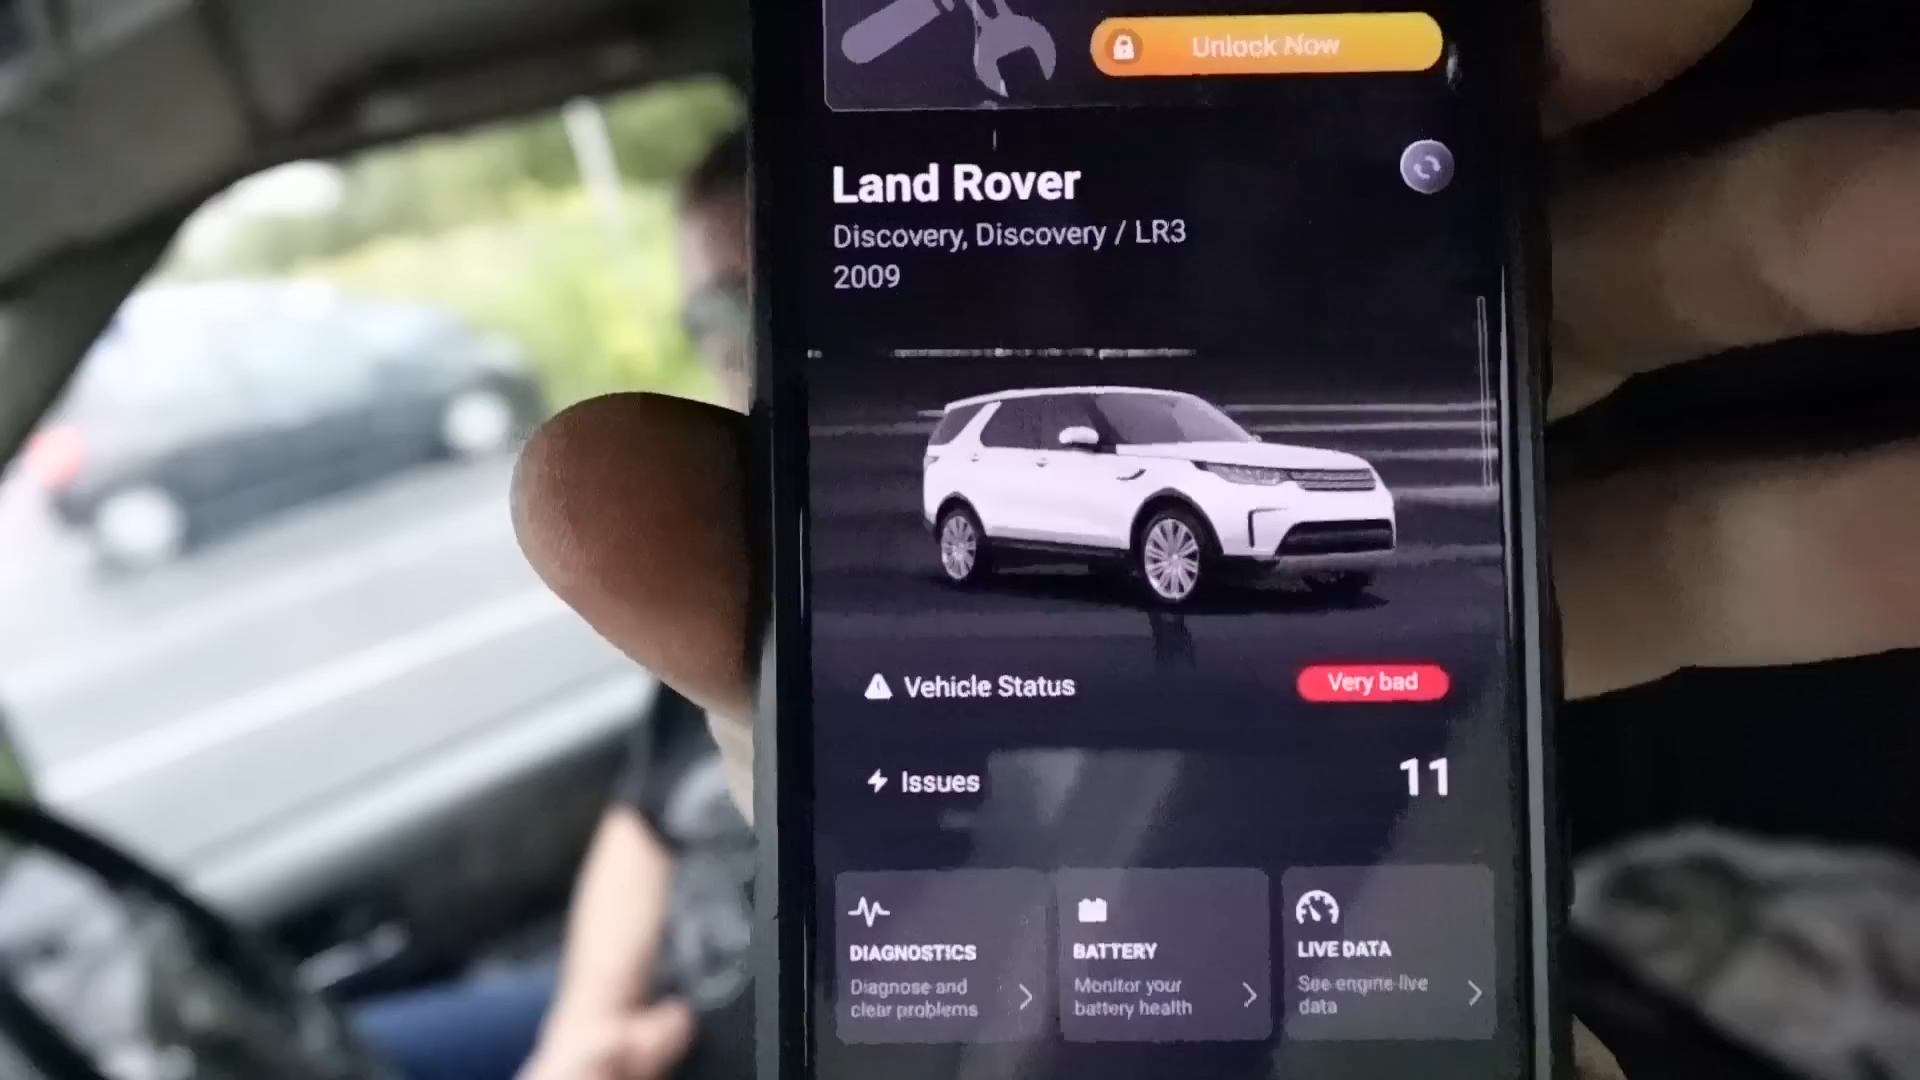 Unlock Now
Land Rover
Discovery, Discovery / LR3
2009
Vehicle Status
Very bad
Issues
11
DIAGNOSTICS
Diagnose and
clear problems
BATTERY
Monitor your
battery health
LIVE DATA
See engine live
data